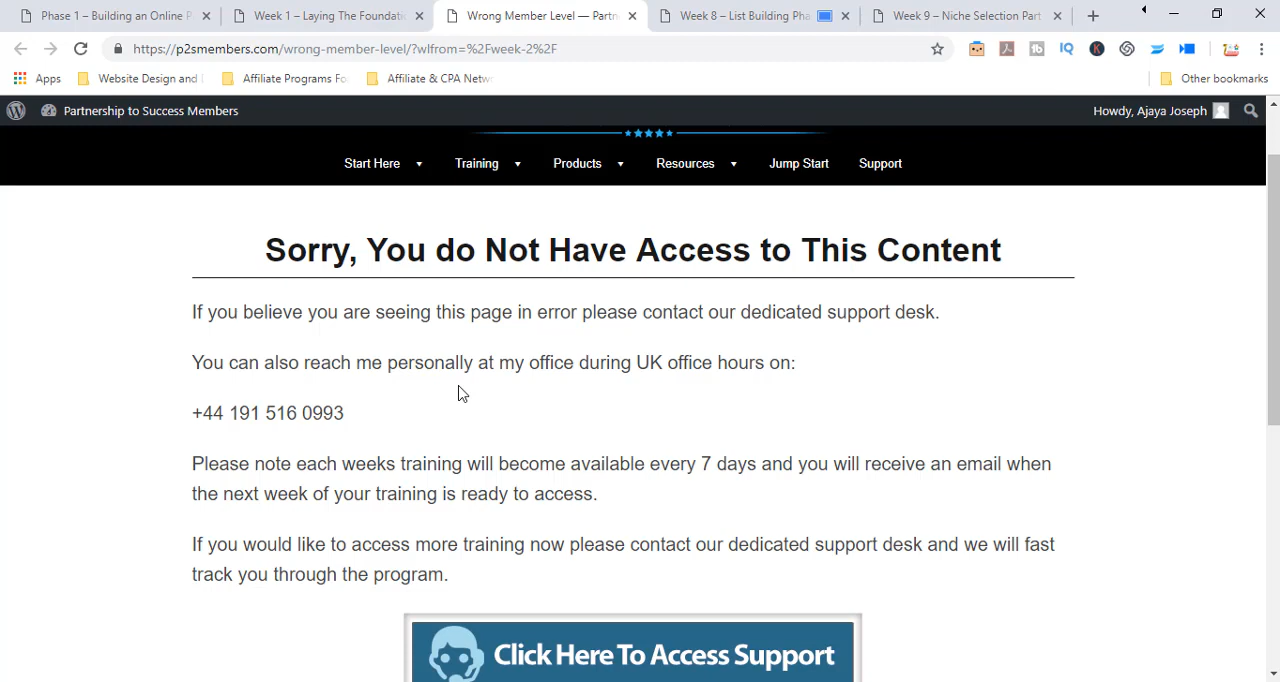 Phase 1 – Building an Online P
Week 1 – Laying The Foundatio
Wrong Member Level — Partn
Week 8 – List Building Pha
Week 9 – Niche Selection Part
https://p2smembers.com/wrong-member-level/?wlfrom=%2Fweek-2%2F
Apps
Website Design and
Affiliate Programs Fo
Affiliate & CPA Netw
Other bookmarks
Partnership to Success Members
Howdy, Ajaya Joseph
Start Here
Training
Products
Resources
Jump Start
Support
Sorry, You do Not Have Access to This Content
If you believe you are seeing this page in error please contact our dedicated support desk.
You can also reach me personally at my office during UK office hours on:
+44 191 516 0993
Please note each weeks training will become available every 7 days and you will receive an email when
the next week of your training is ready to access.
If you would like to access more training now please contact our dedicated support desk and we will fast
track you through the program.
Click Here To Access Support